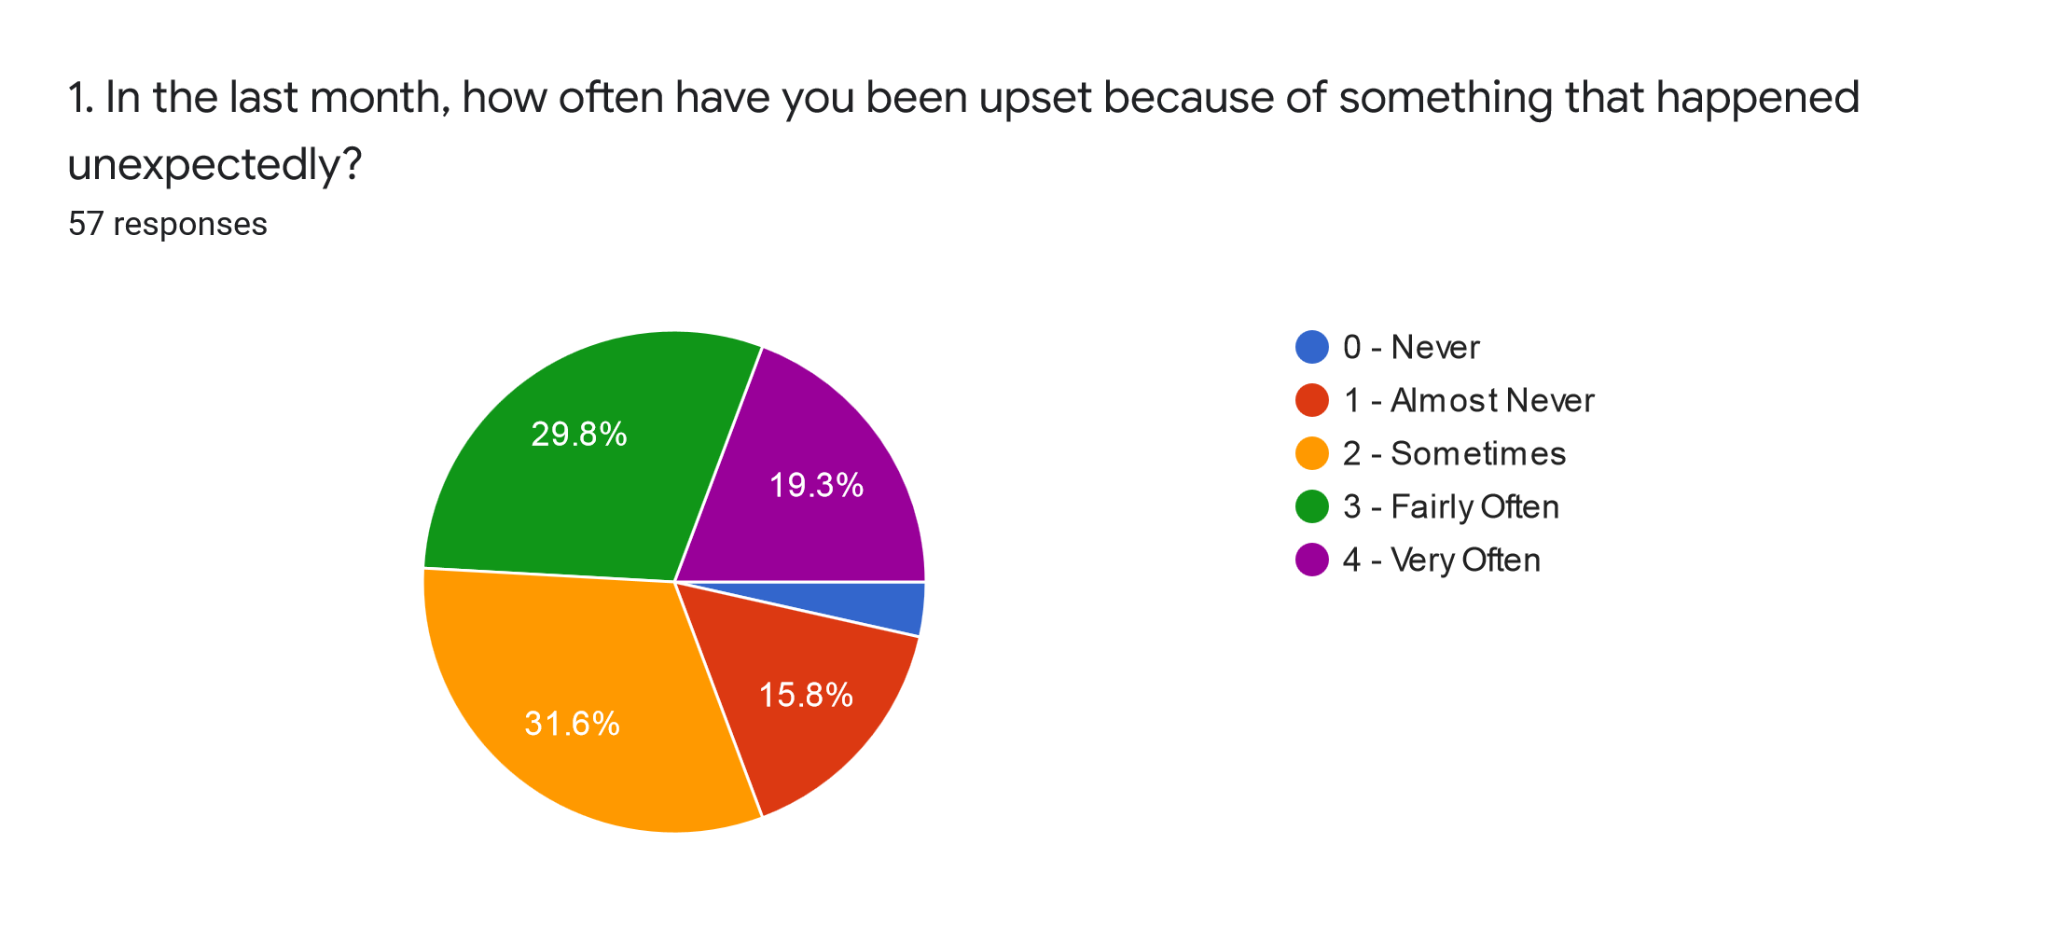 1. In the last month, how often have you been upset because of something that happened
unexpectedly?
57 responses
29.8%
19.3%
15.8%
31.6%
0 - Never
1 - Almost Never
2 - Sometimes
3 - Fairly Often
4 - Very Often